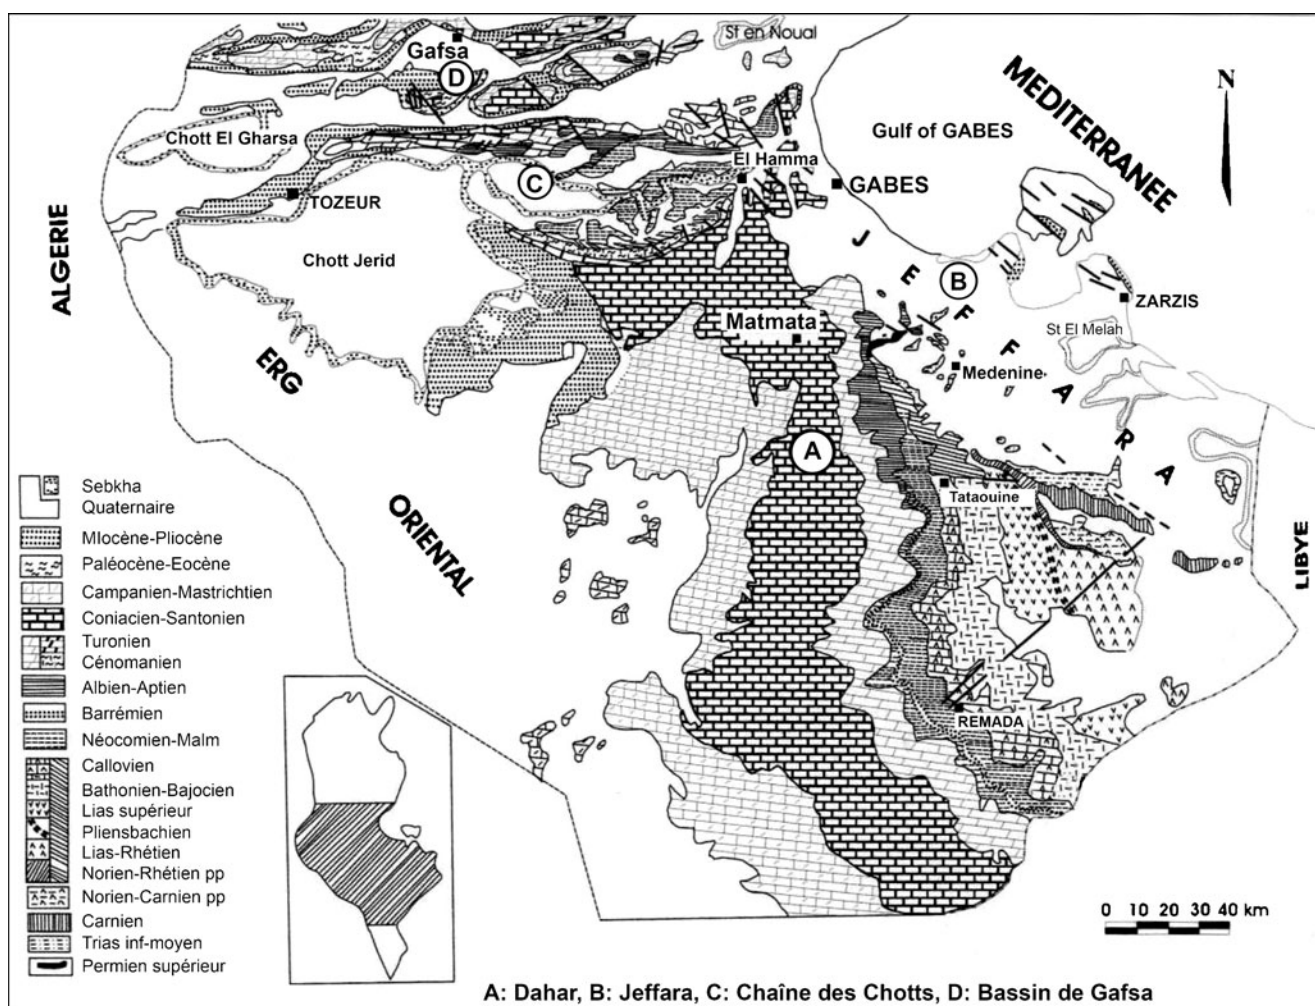 St en Noual
Gafsa
D
MEDITERRANEE
N
Gulf of GABES
Chott El Gharsa
El Hamma
C
GABES
TOZEUR
ALGERIE
Chott Jerid
JEFFARA
B
ZARZIS
St El Melah
Matmata
Medenine
ERG
ORIENTAL
A
Tataouine
LIBYE
REMADA
Sebkha
Quaternaire
MIocène-Pliocène
Paléocène-Eocène
Campanien-Mastrichtien
Coniacien-Santonien
Turonien
Cénomanien
Albien-Aptien
Barrémien
Néocomien-Malm
Callovien
Bathonien-Bajocien
Lias supérieur
Pliensbachien
Lias-Rhétien
Norien-Rhétien pp
Norien-Carnien pp
Carnien
Trias inf-moyen
Permien supérieur
0 10 20 30 40 km
A: Dahar, B: Jeffara, C: Chaîne des Chotts, D: Bassin de Gafsa